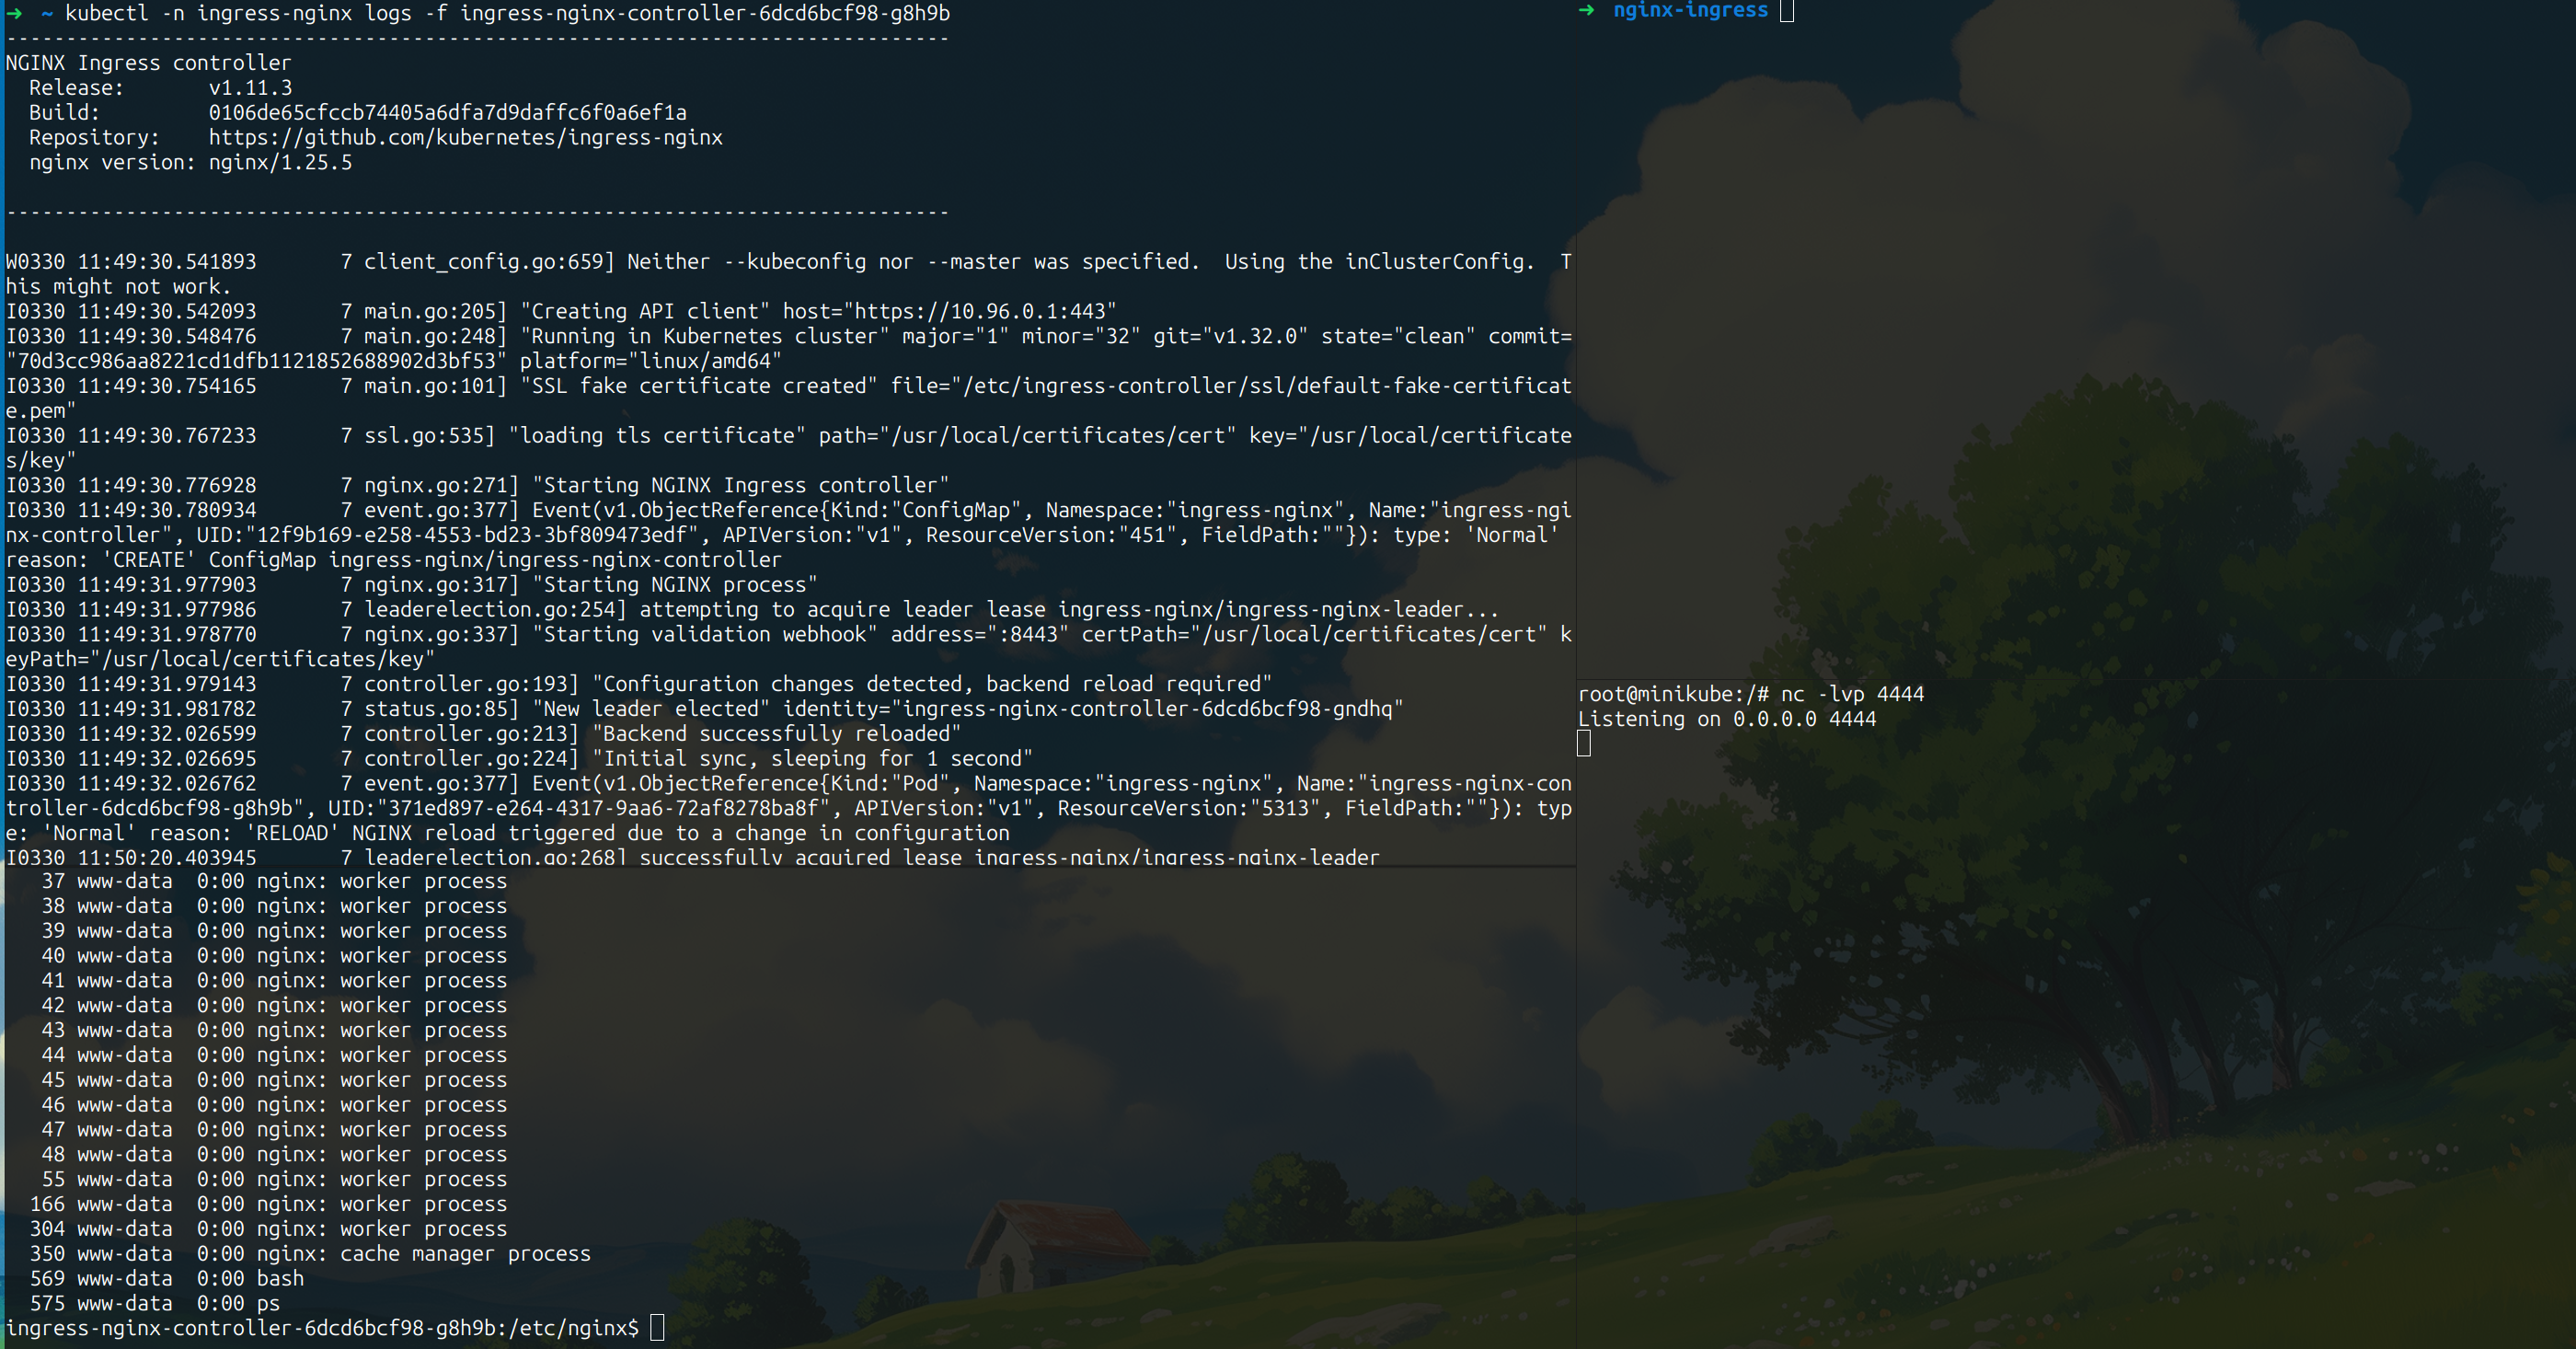 → ~ kubectl -n ingress-nginx logs -f ingress-nginx-controller-6dcd6bcf98-g8h9b
-------------------------------------------------------------------------------
NGINX Ingress controller
  Release:       v1.11.3
  Build:         0106de65cfccb74405a6dfa7d9daffc6f0a6ef1a
  Repository:    https://github.com/kubernetes/ingress-nginx
  nginx version: nginx/1.25.5
-------------------------------------------------------------------------------
W0330 11:49:30.541893       7 client_config.go:659] Neither --kubeconfig nor --master was specified.  Using the inClusterConfig.  T
his might not work.
I0330 11:49:30.542093       7 main.go:205] "Creating API client" host="https://10.96.0.1:443"
I0330 11:49:30.548476       7 main.go:248] "Running in Kubernetes cluster" major="1" minor="32" git="v1.32.0" state="clean" commit=
"70d3cc986aa8221cd1dfb1121852688902d3bf53" platform="linux/amd64"
I0330 11:49:30.754165       7 main.go:101] "SSL fake certificate created" file="/etc/ingress-controller/ssl/default-fake-certificat
e.pem"
I0330 11:49:30.767233       7 ssl.go:535] "loading tls certificate" path="/usr/local/certificates/cert" key="/usr/local/certificate
s/key"
I0330 11:49:30.776928       7 nginx.go:271] "Starting NGINX Ingress controller"
I0330 11:49:30.780934       7 event.go:377] Event(v1.ObjectReference{Kind:"ConfigMap", Namespace:"ingress-nginx", Name:"ingress-ngi
nx-controller", UID:"12f9b169-e258-4553-bd23-3bf809473edf", APIVersion:"v1", ResourceVersion:"451", FieldPath:""}): type: 'Normal'
reason: 'CREATE' ConfigMap ingress-nginx/ingress-nginx-controller
I0330 11:49:31.977903       7 nginx.go:317] "Starting NGINX process"
I0330 11:49:31.977986       7 leaderelection.go:254] attempting to acquire leader lease ingress-nginx/ingress-nginx-leader...
I0330 11:49:31.978770       7 nginx.go:337] "Starting validation webhook" address=":8443" certPath="/usr/local/certificates/cert" k
eyPath="/usr/local/certificates/key"
I0330 11:49:31.979143       7 controller.go:193] "Configuration changes detected, backend reload required"
I0330 11:49:31.981782       7 status.go:85] "New leader elected" identity="ingress-nginx-controller-6dcd6bcf98-gndhq"
I0330 11:49:32.026599       7 controller.go:213] "Backend successfully reloaded"
I0330 11:49:32.026695       7 controller.go:224] "Initial sync, sleeping for 1 second"
I0330 11:49:32.026762       7 event.go:377] Event(v1.ObjectReference{Kind:"Pod", Namespace:"ingress-nginx", Name:"ingress-nginx-con
troller-6dcd6bcf98-g8h9b", UID:"371ed897-e264-4317-9aa6-72af8278ba8f", APIVersion:"v1", ResourceVersion:"5313", FieldPath:""}): typ
e: 'Normal' reason: 'RELOAD' NGINX reload triggered due to a change in configuration
I0330 11:50:20.403945       7 leaderelection.go:268] successfully acquired lease ingress-nginx/ingress-nginx-leader
   37 www-data  0:00 nginx: worker process
   38 www-data  0:00 nginx: worker process
   39 www-data  0:00 nginx: worker process
   40 www-data  0:00 nginx: worker process
   41 www-data  0:00 nginx: worker process
   42 www-data  0:00 nginx: worker process
   43 www-data  0:00 nginx: worker process
   44 www-data  0:00 nginx: worker process
   45 www-data  0:00 nginx: worker process
   46 www-data  0:00 nginx: worker process
   47 www-data  0:00 nginx: worker process
   48 www-data  0:00 nginx: worker process
   55 www-data  0:00 nginx: worker process
  166 www-data  0:00 nginx: worker process
  304 www-data  0:00 nginx: worker process
  350 www-data  0:00 nginx: cache manager process
  569 www-data  0:00 bash
  575 www-data  0:00 ps
ingress-nginx-controller-6dcd6bcf98-g8h9b:/etc/nginx$
→ nginx-ingress
root@minikube:/# nc -lvp 4444
Listening on 0.0.0.0 4444